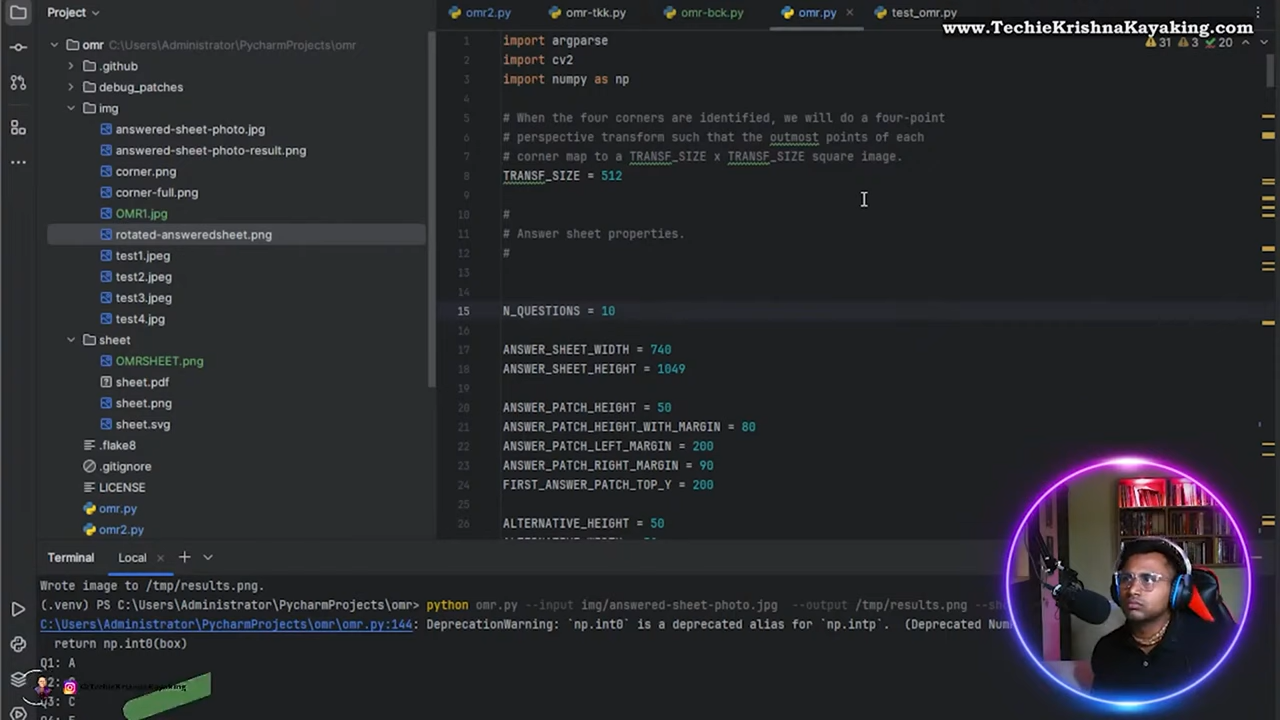 Project
omr2.py
omr-tkk.py
omr-bck.py
omr.py
test_omr.py
www.TechieKrishnaKayaking.com
31 3 20
omr C:\Users\Administrator\PycharmProjects\omr
.github
debug_patches
img
answered-sheet-photo.jpg
answered-sheet-photo-result.png
corner.png
corner-full.png
OMR1.jpg
rotated-answeredsheet.png
test1.jpeg
test2.jpeg
test3.jpeg
test4.jpg
sheet
OMRSHEET.png
sheet.pdf
sheet.png
sheet.svg
.flake8
.gitignore
LICENSE
omr.py
omr2.py
1 import argparse
2 import cv2
3 import numpy as np
4
5 # When the four corners are identified, we will do a four-point
6 # perspective transform such that the outmost points of each
7 # corner map to a TRANSF_SIZE x TRANSF_SIZE square image.
8 TRANSF_SIZE = 512
9
10 #
11 # Answer sheet properties.
12 #
13
14
15 N_QUESTIONS = 10
16
17 ANSWER_SHEET_WIDTH = 740
18 ANSWER_SHEET_HEIGHT = 1049
19
20 ANSWER_PATCH_HEIGHT = 50
21 ANSWER_PATCH_HEIGHT_WITH_MARGIN = 80
22 ANSWER_PATCH_LEFT_MARGIN = 200
23 ANSWER_PATCH_RIGHT_MARGIN = 90
24 FIRST_ANSWER_PATCH_TOP_Y = 200
25
26 ALTERNATIVE_HEIGHT = 50
Terminal Local
Wrote image to /tmp/results.png.
(.venv) PS C:\Users\Administrator\PycharmProjects\omr> python omr.py --input img/answered-sheet-photo.jpg --output /tmp/results.png
C:\Users\Administrator\PycharmProjects\omr\omr.py:144: DeprecationWarning: `np.int0` is a deprecated alias for `np.intp`. (Deprecated
return np.int0(box)
Q1: A
Q3: C